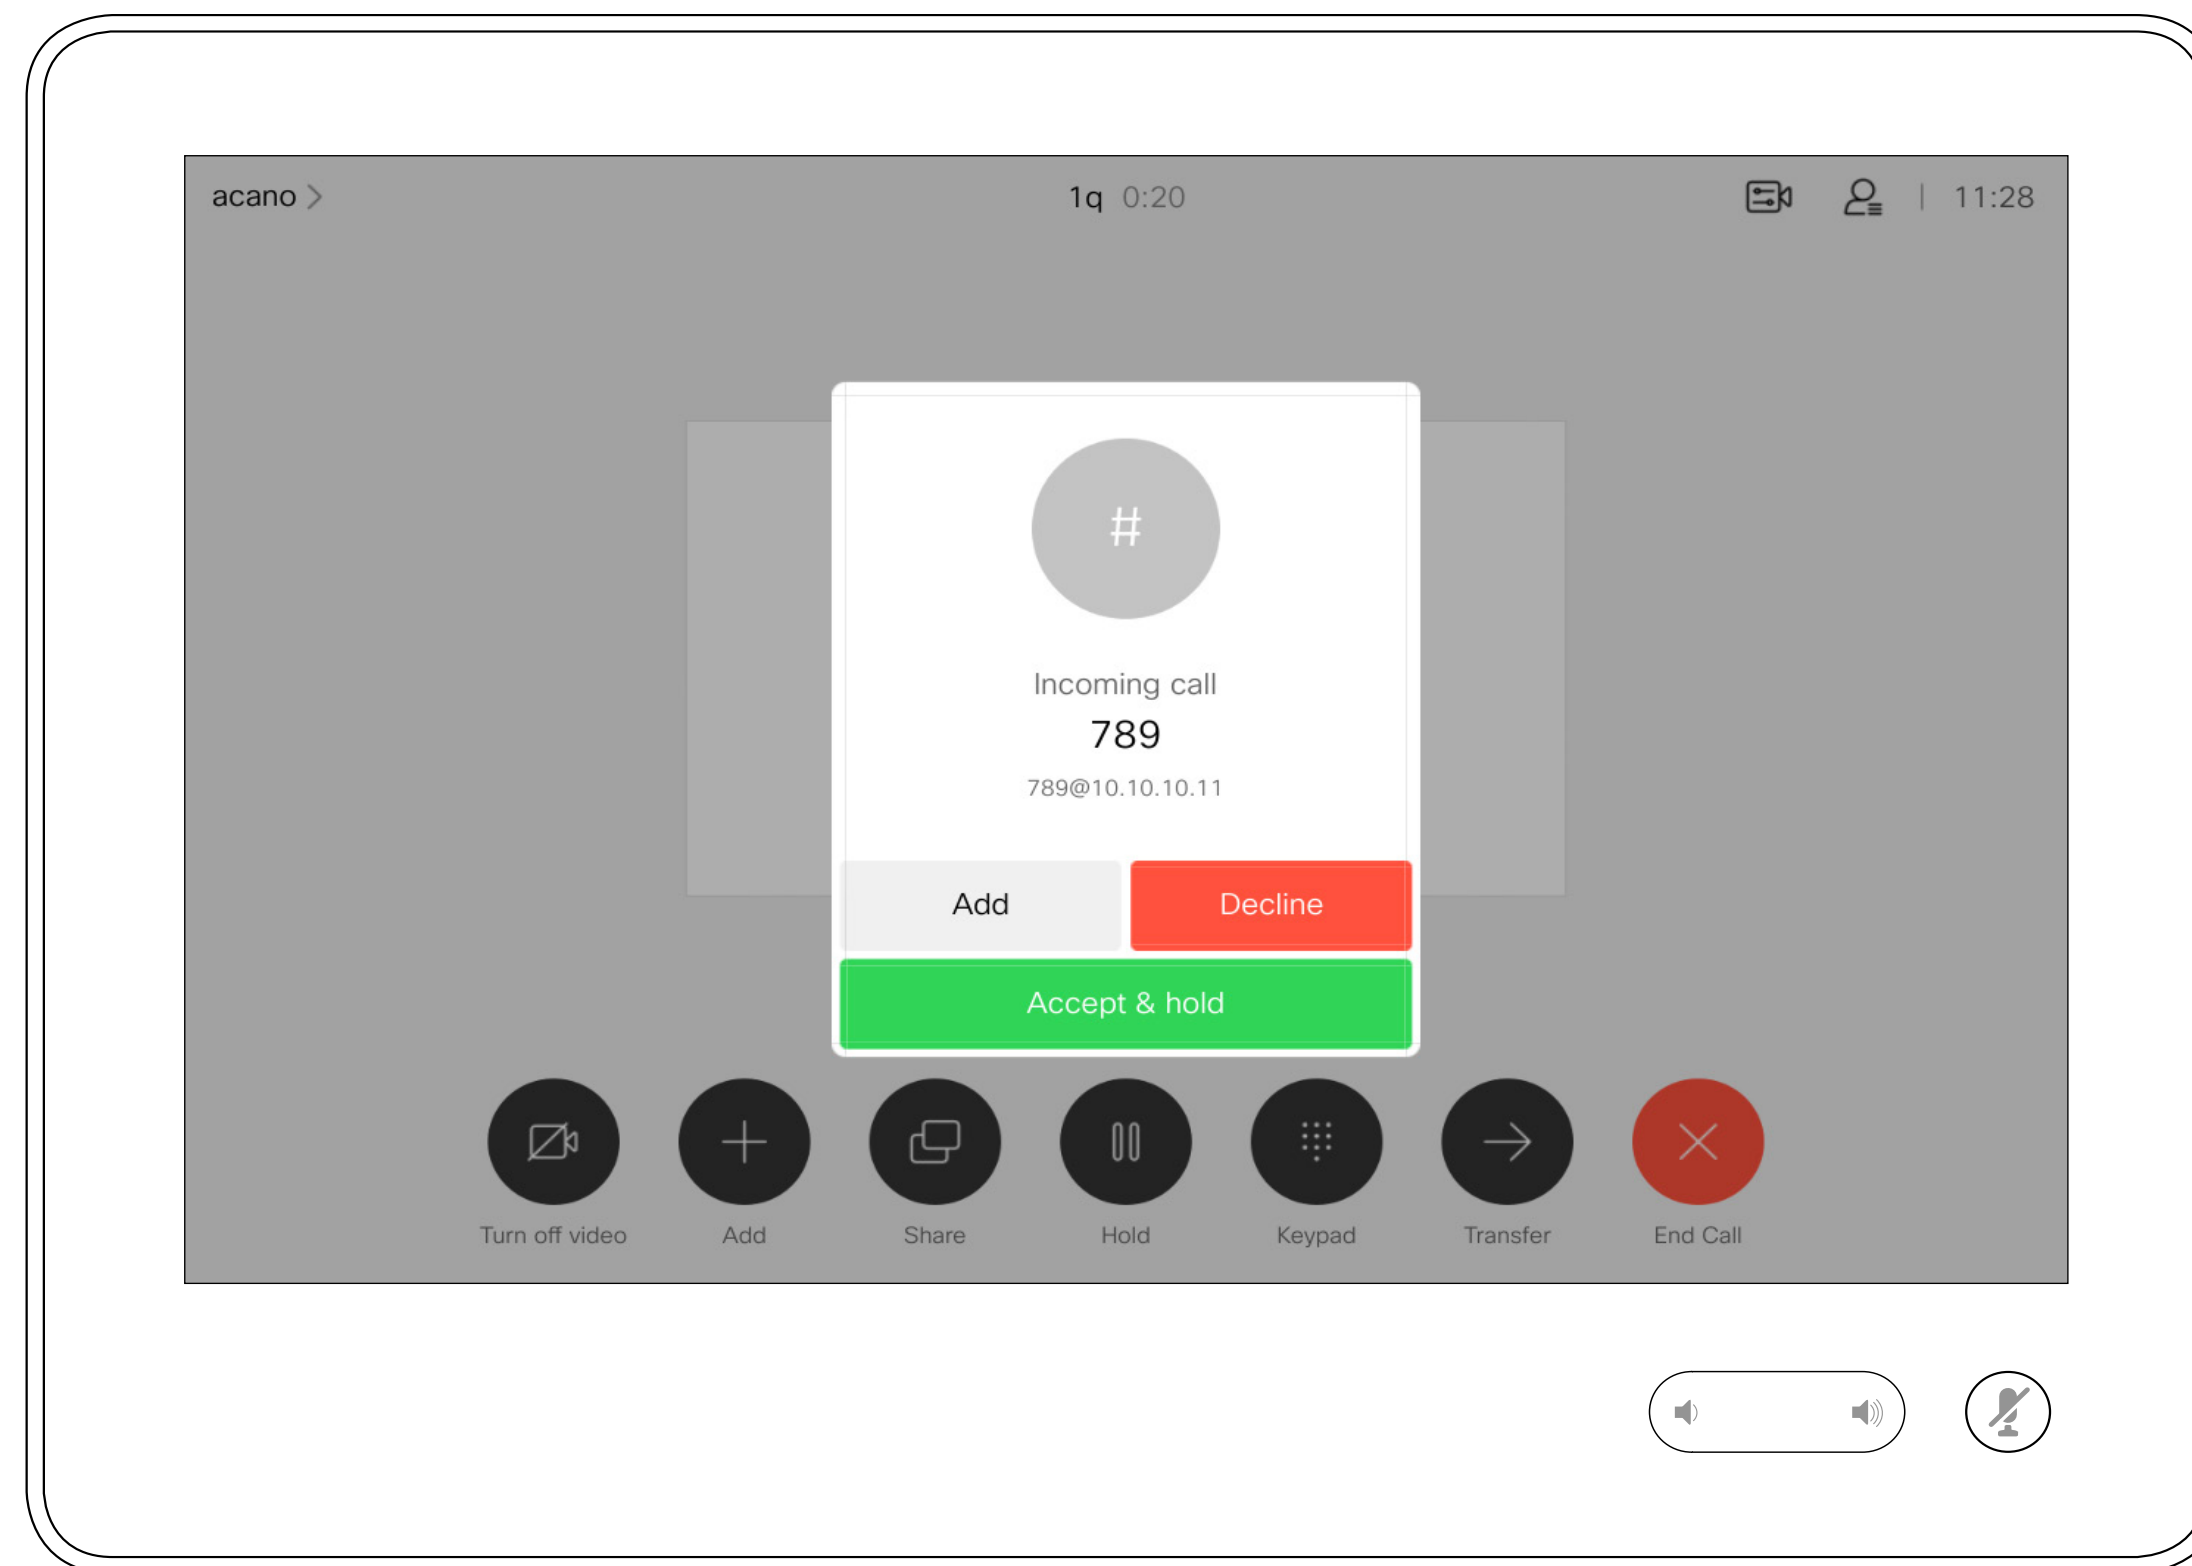 acano
1q 0:20
11:28
#
Incoming call
789
789@10.10.10.11
Add
Decline
Accept & hold
Turn off video
Add
Share
Hold
Keypad
Transfer
End Call